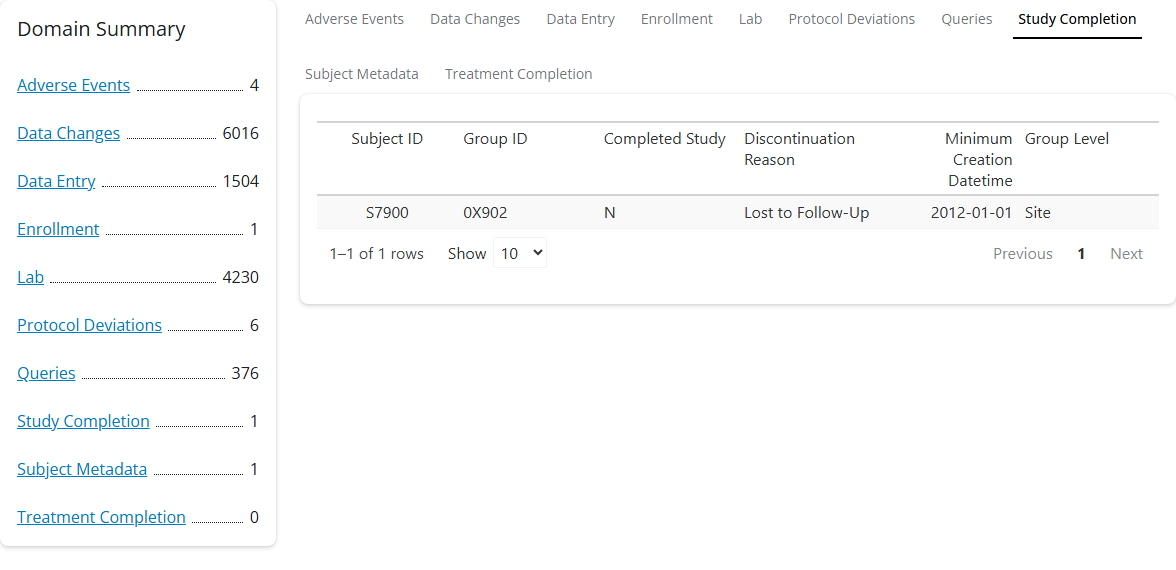 Domain Summary
Adverse Events 4
Data Changes 6016
Data Entry 1504
Enrollment 1
Lab 4230
Protocol Deviations 6
Queries 376
Study Completion 1
Subject Metadata 1
Treatment Completion 0
Adverse Events Data Changes Data Entry Enrollment Lab Protocol Deviations Queries Study Completion
Subject Metadata Treatment Completion
Subject ID Group ID Completed Study Discontinuation Minimum Group Level
Reason Creation
Datetime
S7900 0X902 N Lost to Follow-Up 2012-01-01 Site
1–1 of 1 rows Show 10 Previous 1 Next